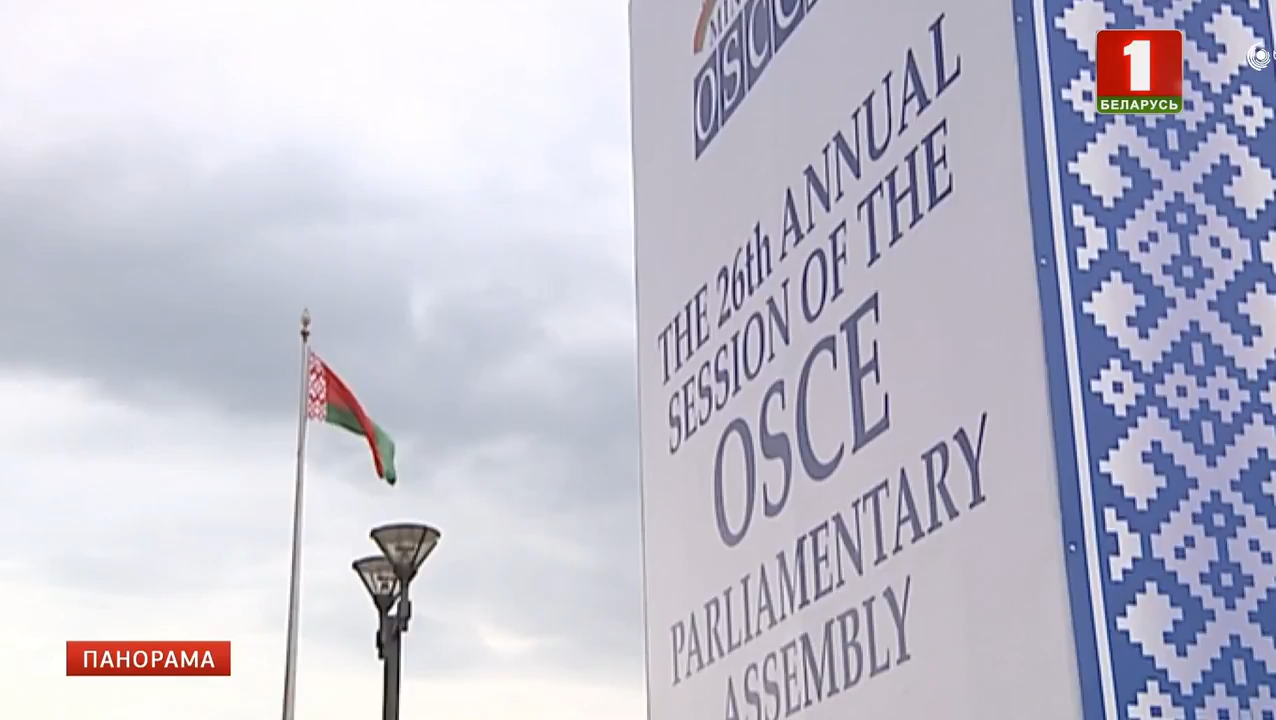 OSCE
THE 26th ANNUAL
SESSION OF THE
OSCE
PARLIAMENTARY
ASSEMBLY
1
БЕЛАРУСЬ
ПАНОРАМА